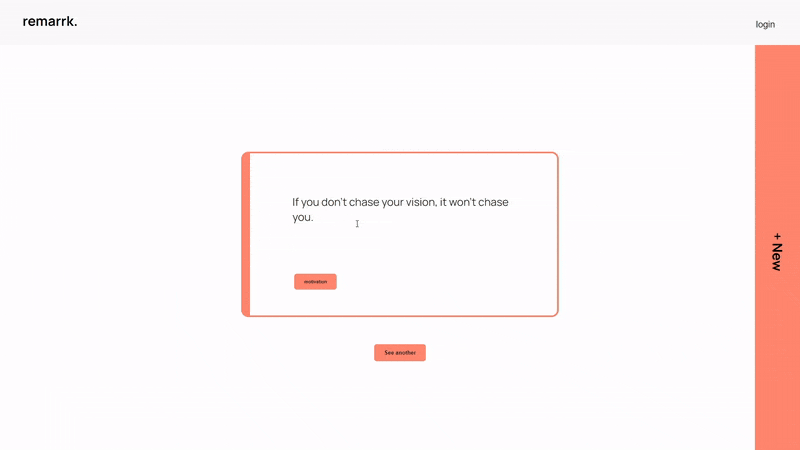 remarrk.
login
If you don't chase your vision, it won't chase
you.
motivation
See another
+ New